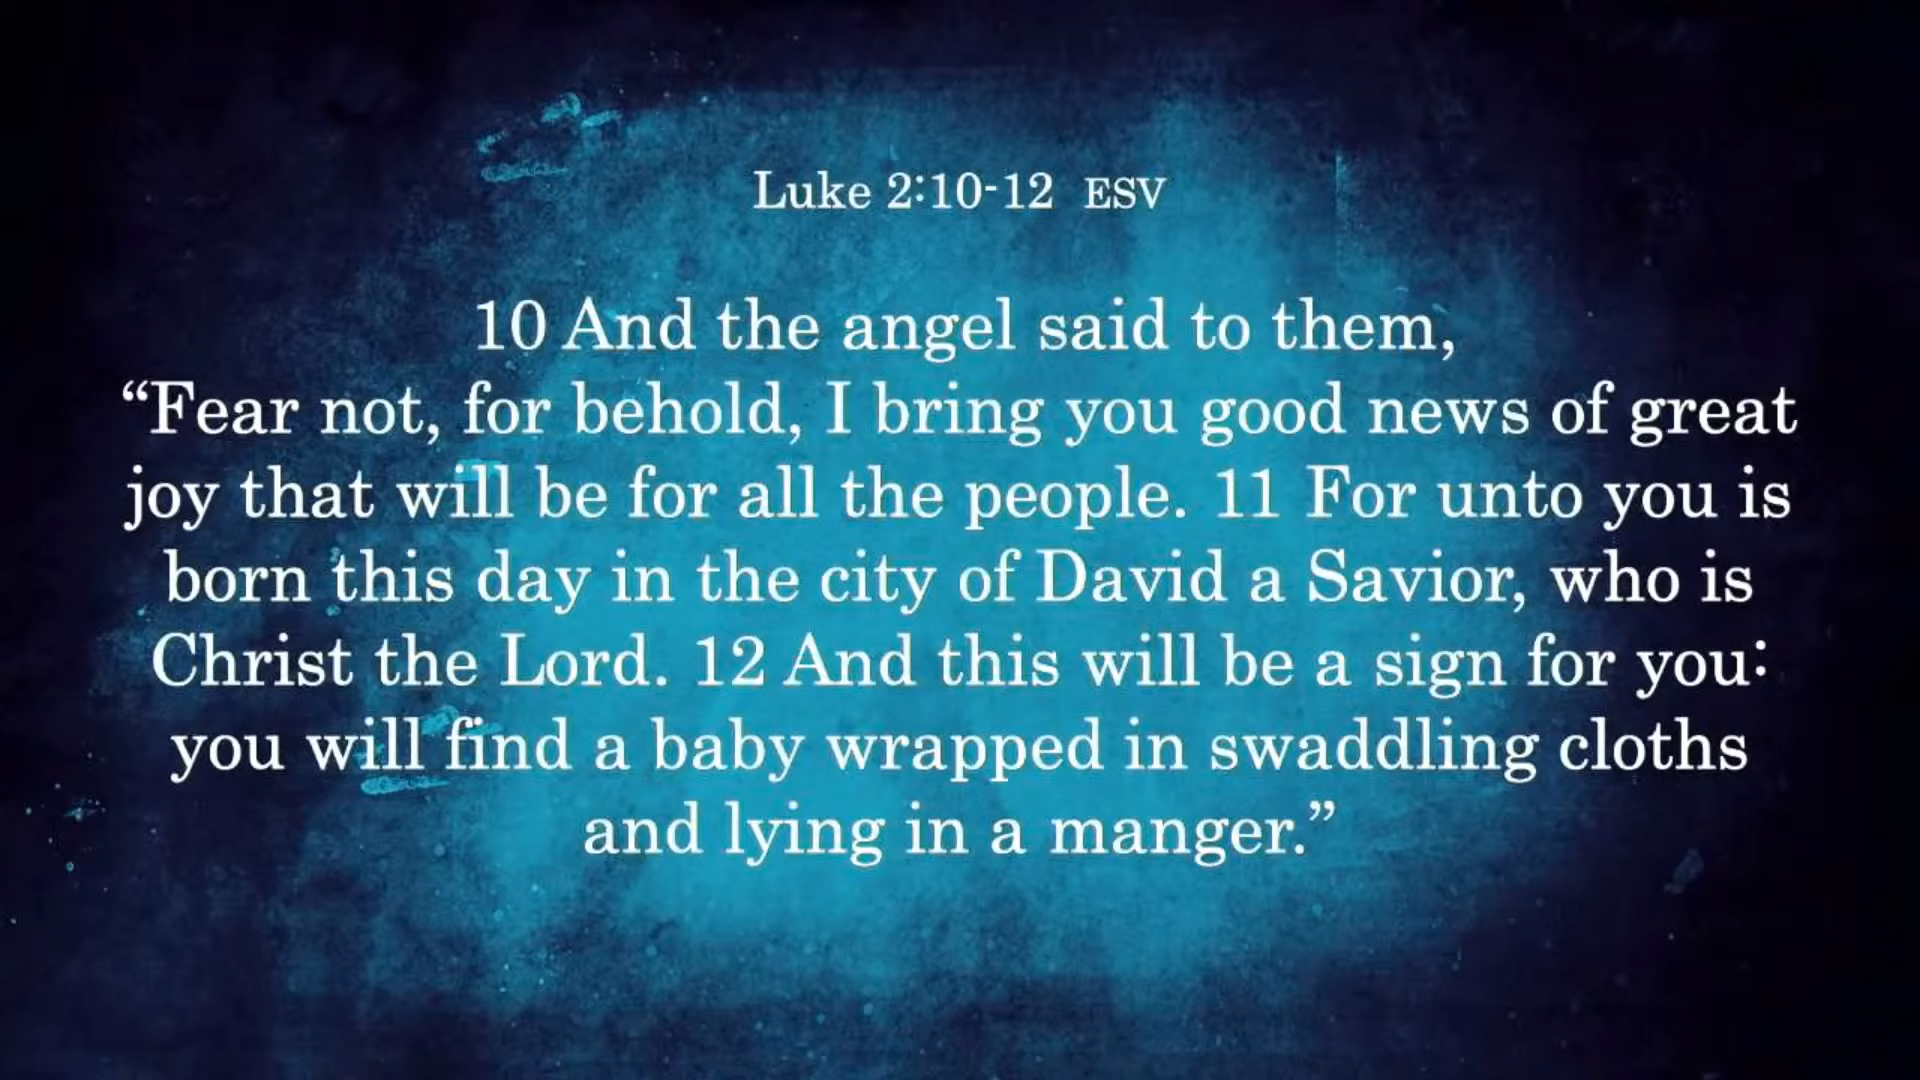 Luke 2:10-12 ESV
10 And the angel said to them,
“Fear not, for behold, I bring you good news of great
joy that will be for all the people. 11 For unto you is
born this day in the city of David a Savior, who is
Christ the Lord. 12 And this will be a sign for you:
you will find a baby wrapped in swaddling cloths
and lying in a manger.”